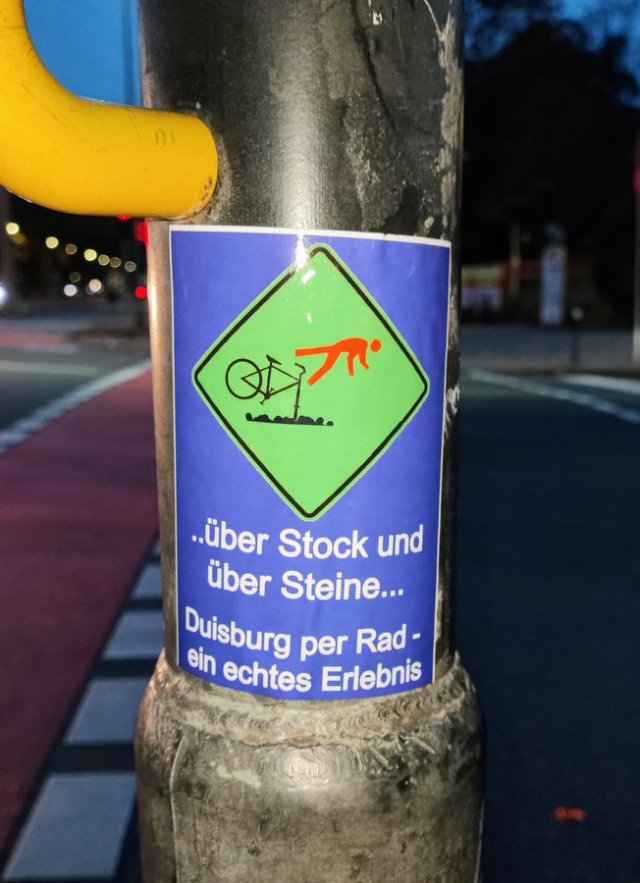 ..über Stock und
über Steine...
Duisburg per Rad -
ein echtes Erlebnis